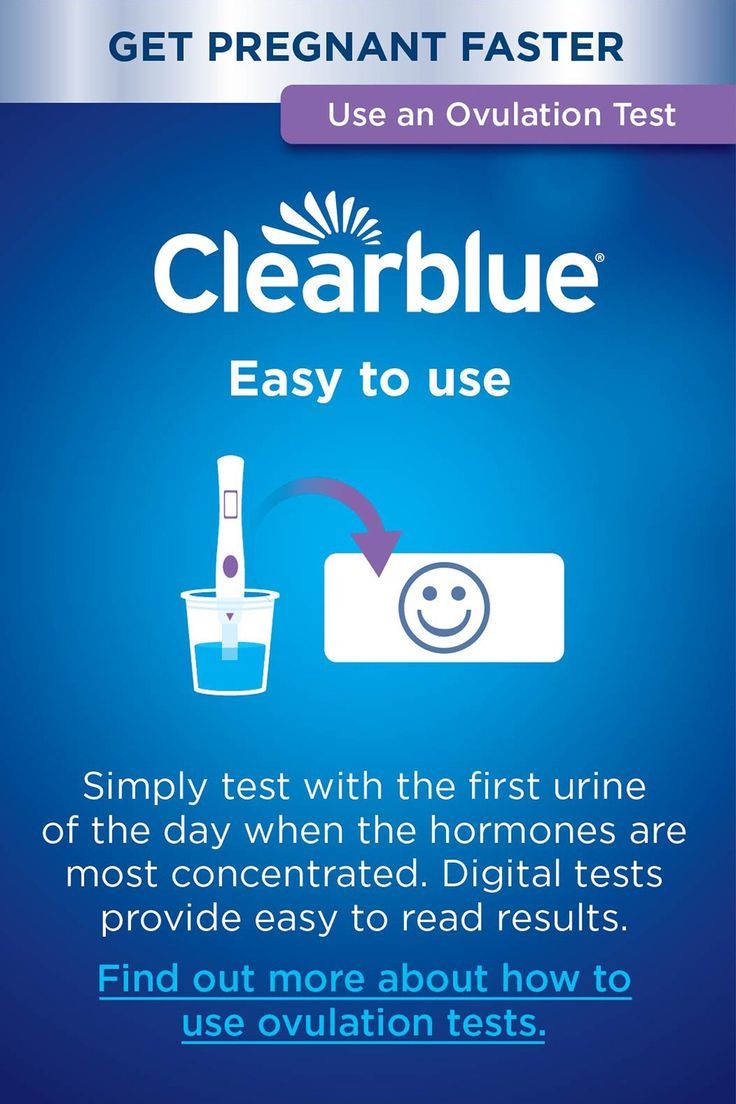 GET PREGNANT FASTER
Use an Ovulation Test
Clearblue®
Easy to use
Simply test with the first urine
of the day when the hormones are
most concentrated. Digital tests
provide easy to read results.
Find out more about how to
use ovulation tests.